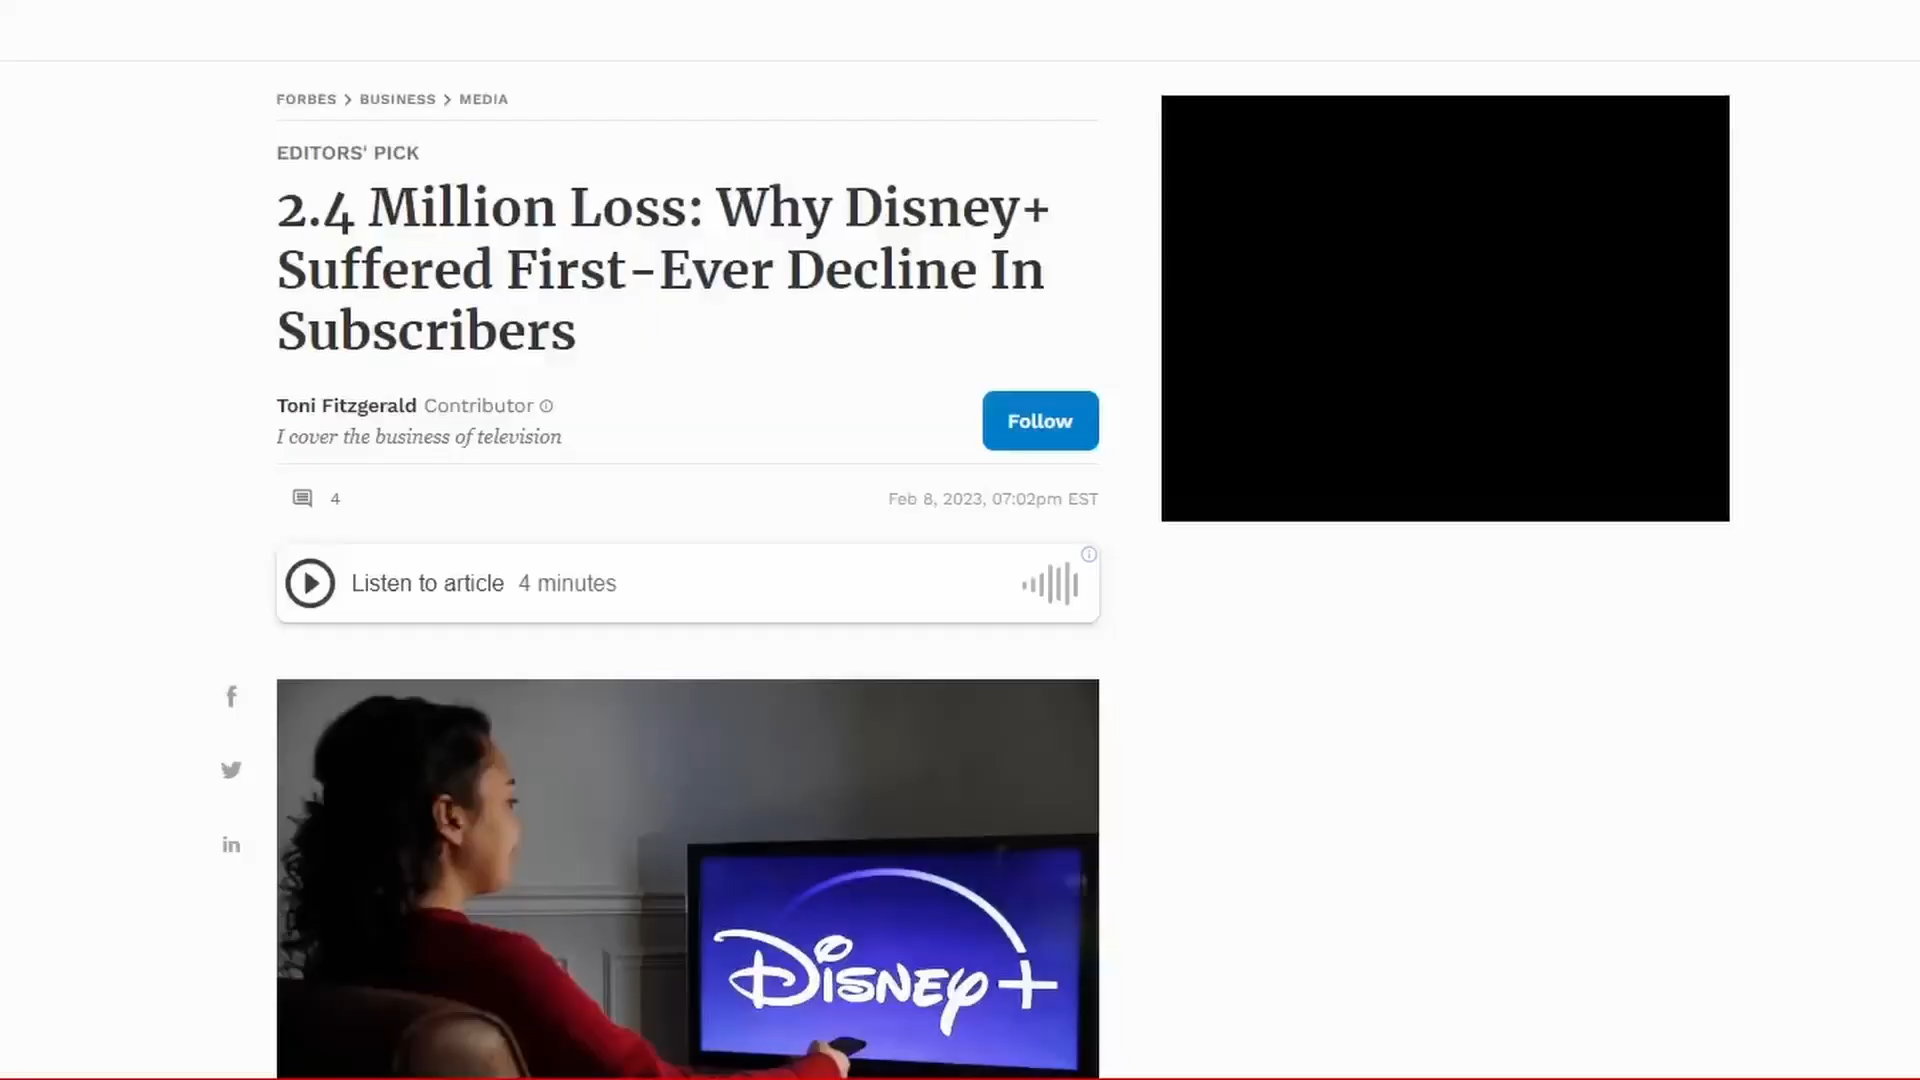 FORBES > BUSINESS > MEDIA
EDITORS' PICK
2.4 Million Loss: Why Disney+
Suffered First-Ever Decline In
Subscribers
Toni Fitzgerald Contributor
I cover the business of television
Follow
4
Feb 8, 2023, 07:02pm EST
Listen to article 4 minutes
f
in
Disney+